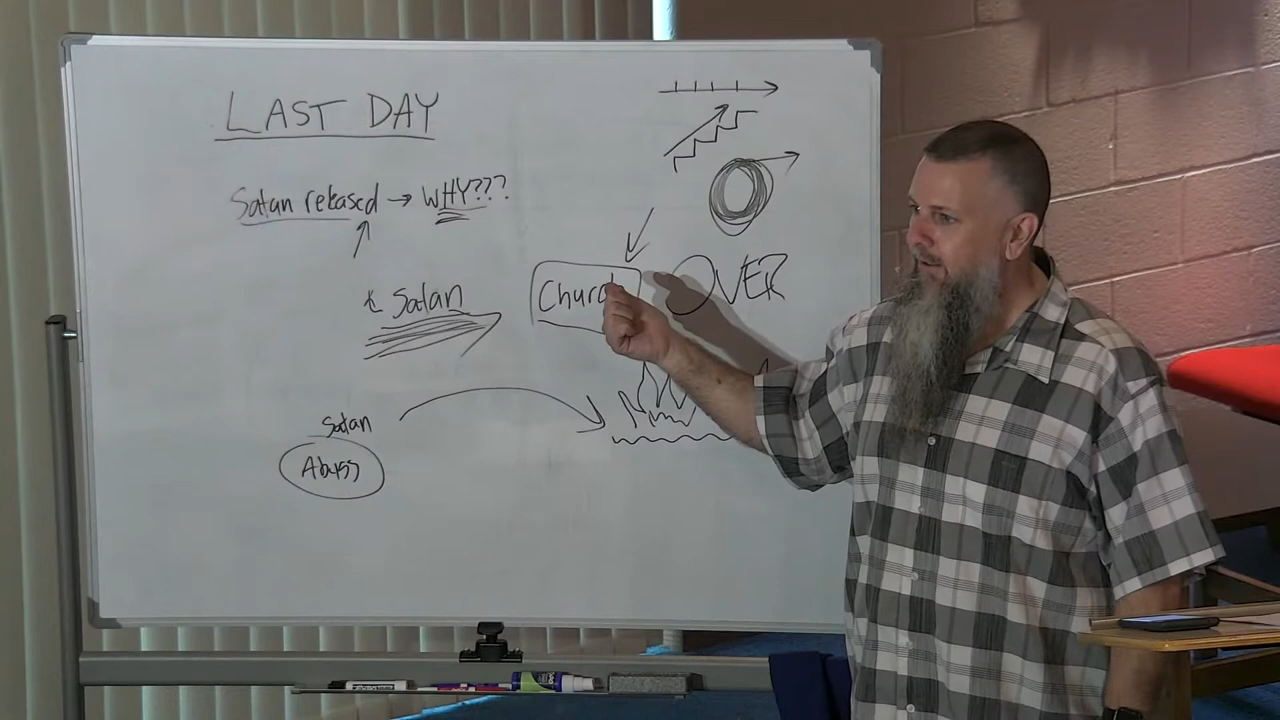 LAST DAY
Satan released → WHY???
Satan
Church
OVER
Satan
Abyss